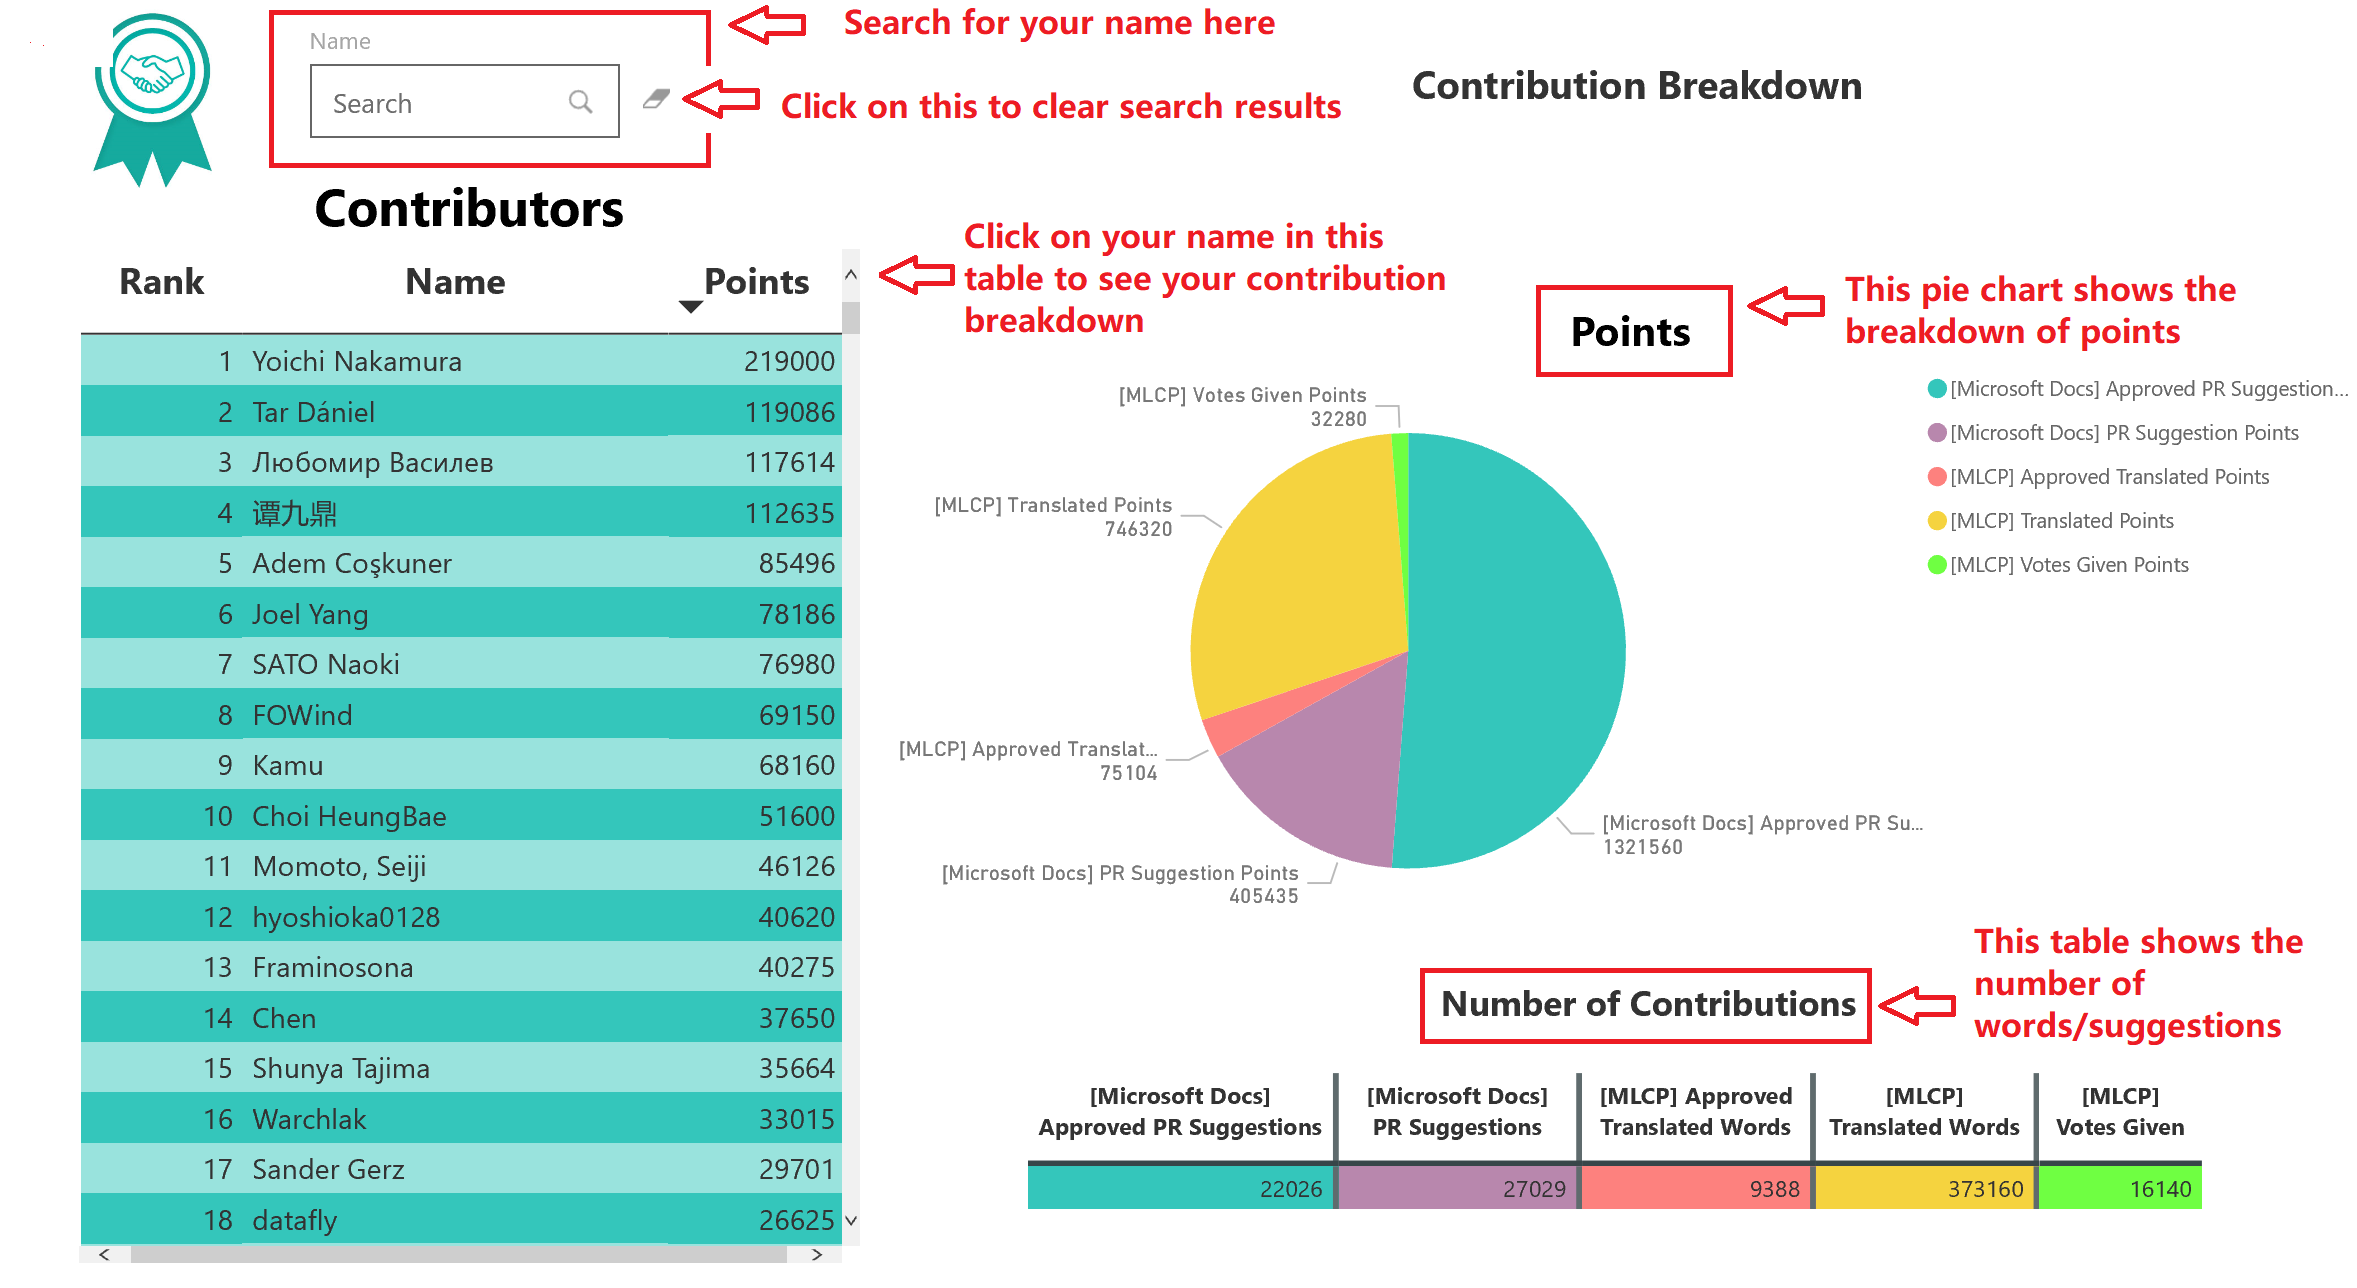 Search for your name here
Name
Search
Click on this to clear search results
Contribution Breakdown
Contributors
Rank Name Points
1 Yoichi Nakamura 219000
2 Tar Dániel 119086
3 Любомир Василев 117614
4 谭九鼎 112635
5 Adem Coşkuner 85496
6 Joel Yang 78186
7 SATO Naoki 76980
8 FOWind 69150
9 Kamu 68160
10 Choi HeungBae 51600
11 Momoto, Seiji 46126
12 hyoshioka0128 40620
13 Framinosona 40275
14 Chen 37650
15 Shunya Tajima 35664
16 Warchlak 33015
17 Sander Gerz 29701
18 datafly 26625
Click on your name in this
table to see your contribution
breakdown
Points
This pie chart shows the
breakdown of points
[Microsoft Docs] Approved PR Suggestion...
[Microsoft Docs] PR Suggestion Points
[MLCP] Approved Translated Points
[MLCP] Translated Points
[MLCP] Votes Given Points
[MLCP] Votes Given Points
32280
[MLCP] Translated Points
746320
[MLCP] Approved Translat...
75104
[Microsoft Docs] PR Suggestion Points
405435
[Microsoft Docs] Approved PR Su...
1321560
Number of Contributions
This table shows the
number of
words/suggestions
[Microsoft Docs] [Microsoft Docs] [MLCP] Approved [MLCP] [MLCP]
Approved PR Suggestions PR Suggestions Translated Words Translated Words Votes Given
22026 27029 9388 373160 16140